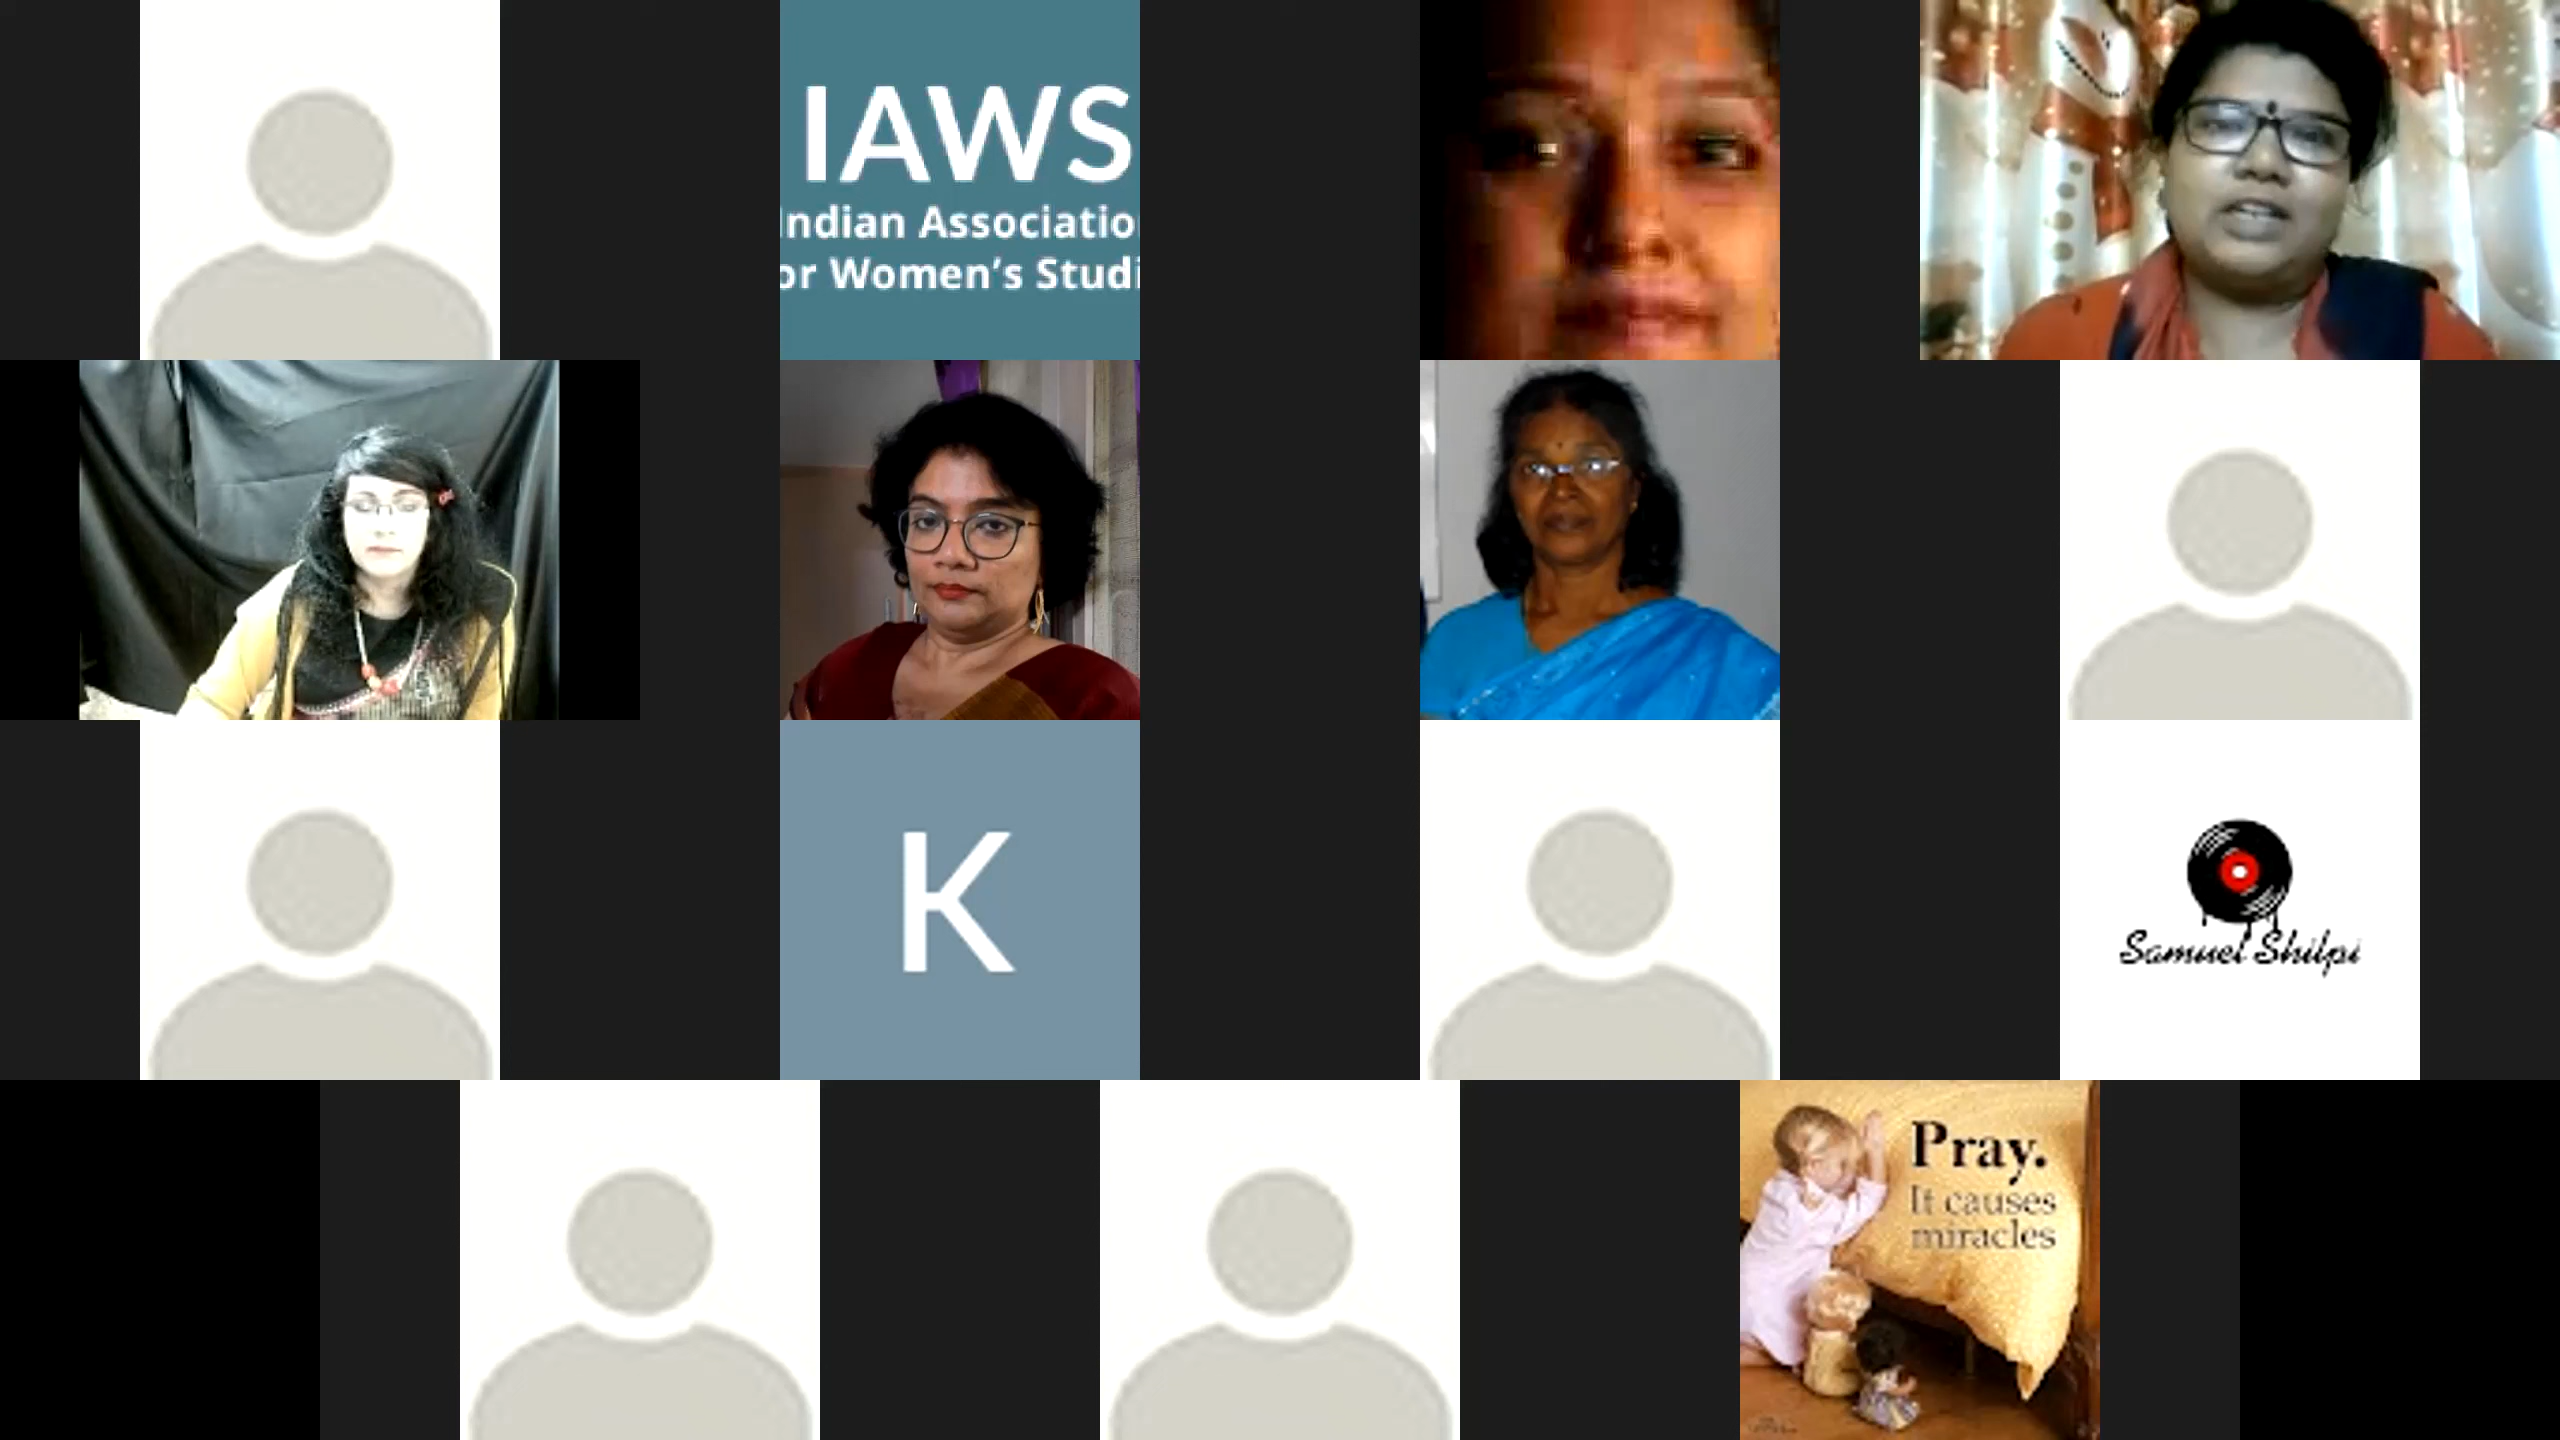 IAWS
Indian Associatio
or Women's Studi
K
Samuel Shilpi
Pray.
It causes
miracles